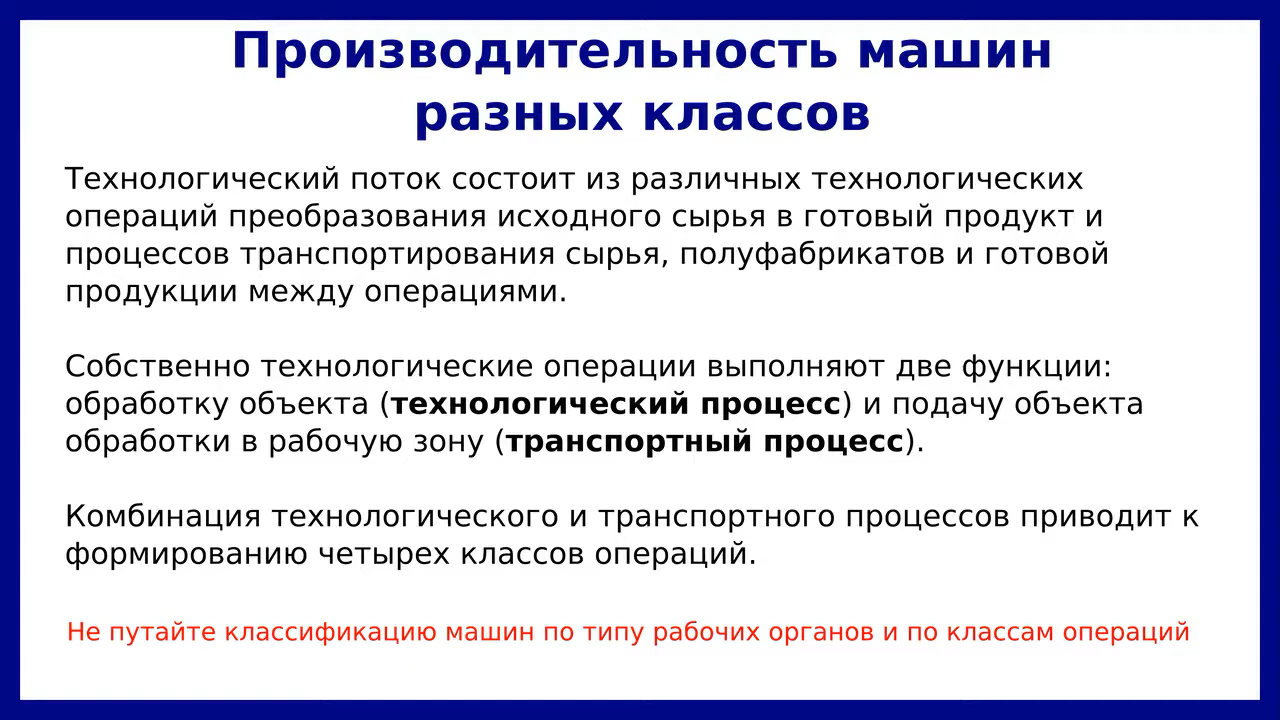 Производительность машин
разных классов
Технологический поток состоит из различных технологических
операций преобразования исходного сырья в готовый продукт и
процессов транспортирования сырья, полуфабрикатов и готовой
продукции между операциями.
Собственно технологические операции выполняют две функции:
обработку объекта (технологический процесс) и подачу объекта
обработки в рабочую зону (транспортный процесс).
Комбинация технологического и транспортного процессов приводит к
формированию четырех классов операций.
Не путайте классификацию машин по типу рабочих органов и по классам операций